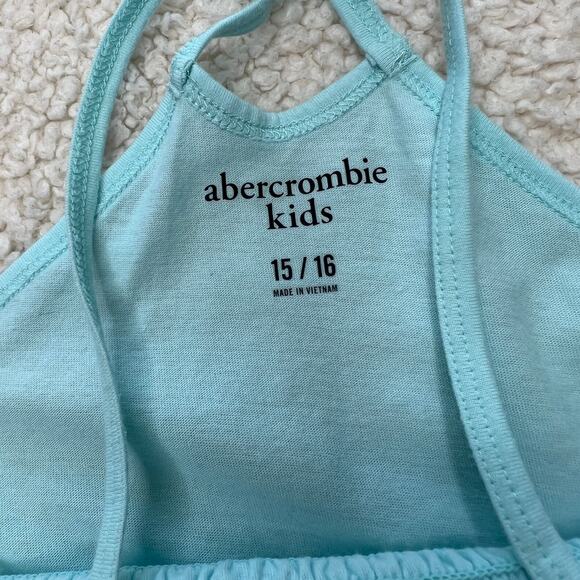 abercrombie
kids
15 / 16
MADE IN VIETNAM